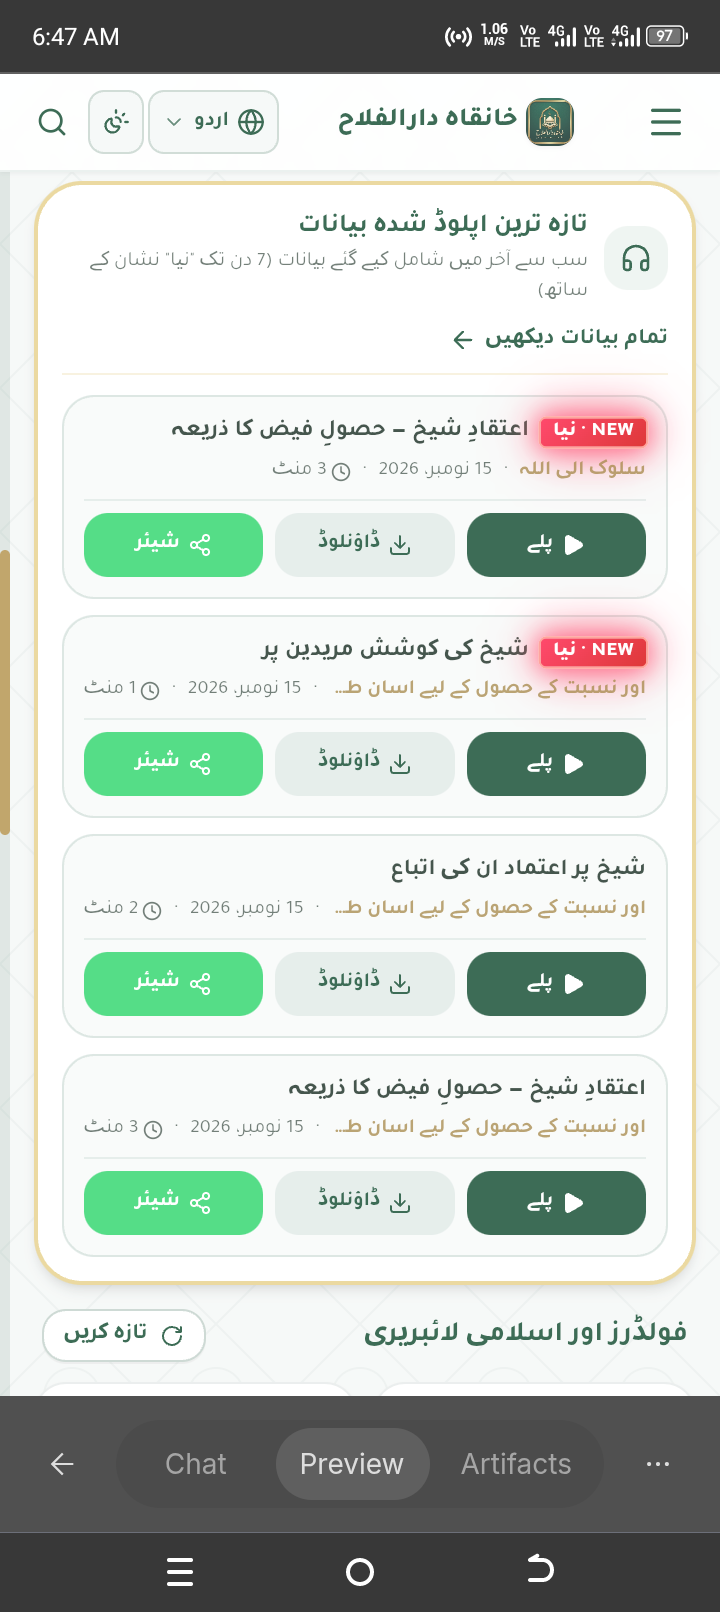 6:47 AM
1.06 M/S Vo LTE 4G Vo LTE 4G 97
خانقاہ دارالفلاح
اردو
تازہ ترین اپلوڈ شدہ بیانات
سب سے آخر میں شامل کیے گئے بیانات (7 دن تک "نیا" نشان کے
ساتھ)
تمام بیانات دیکھیں
NEW · نیا اعتقادِ شیخ – حصولِ فیض کا ذریعہ
سلوک الی اللہ · 15 نومبر، 2026 · 3 منٹ
پلے ڈاؤنلوڈ شیئر
NEW · نیا شیخ کی کوشش مریدین پر
اور نسبت کے حصول کے لیے اسان طـ... · 15 نومبر، 2026 · 1 منٹ
پلے ڈاؤنلوڈ شیئر
شیخ پر اعتماد ان کی اتباع
اور نسبت کے حصول کے لیے اسان طـ... · 15 نومبر، 2026 · 2 منٹ
پلے ڈاؤنلوڈ شیئر
اعتقادِ شیخ – حصولِ فیض کا ذریعہ
اور نسبت کے حصول کے لیے اسان طـ... · 15 نومبر، 2026 · 3 منٹ
پلے ڈاؤنلوڈ شیئر
فولڈرز اور اسلامی لائبریری
تازہ کریں
Chat Preview Artifacts